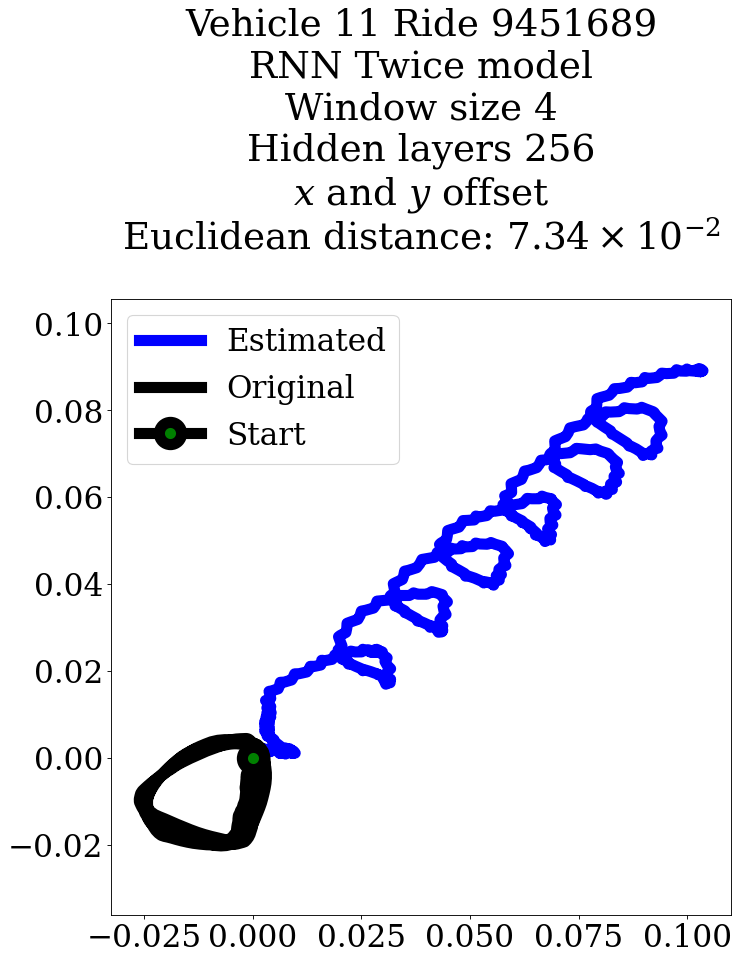 Vehicle 11 Ride 9451689
RNN Twice model
Window size 4
Hidden layers 256
x and y offset
Euclidean distance: 7.34 × 10⁻²
Estimated
Original
Start
0.10
0.08
0.06
0.04
0.02
0.00
−0.02
−0.025 0.000 0.025 0.050 0.075 0.100